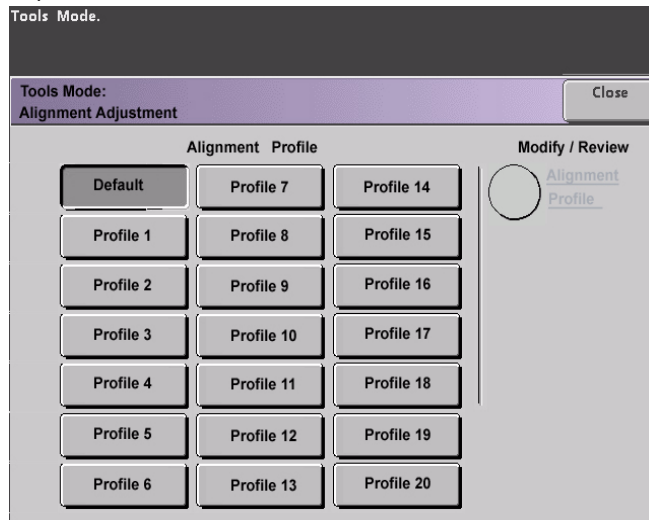 Tools Mode.
Tools Mode:
Alignment Adjustment
Close
Alignment Profile
Modify / Review
Default
Profile 7
Profile 14
Alignment
Profile
Profile 1
Profile 8
Profile 15
Profile 2
Profile 9
Profile 16
Profile 3
Profile 10
Profile 17
Profile 4
Profile 11
Profile 18
Profile 5
Profile 12
Profile 19
Profile 6
Profile 13
Profile 20